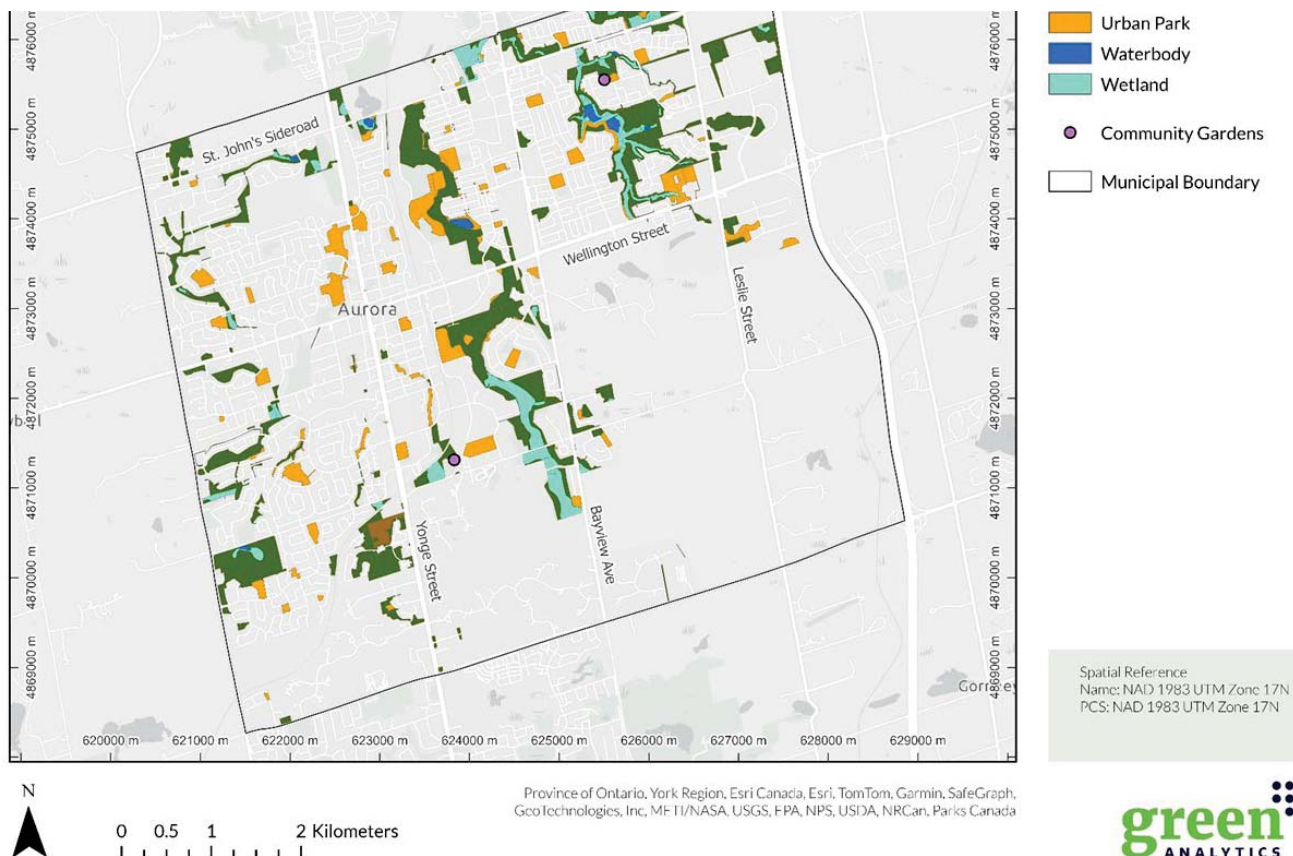 Urban Park
Waterbody
Wetland
Community Gardens
Municipal Boundary
4876000 m
4875000 m
4874000 m
4873000 m
4872000 m
4871000 m
4870000 m
4869000 m
St. John's Sideroad
Wellington Street
Aurora
Leslie Street
Yonge Street
Bayview Ave
4876000 m
4875000 m
4874000 m
4873000 m
4872000 m
4871000 m
4870000 m
4869000 m
620000 m 621000 m 622000 m 623000 m 624000 m 625000 m 626000 m 627000 m 628000 m 629000 m
Spatial Reference
Name: NAD 1983 UTM Zone 17N
PCS: NAD 1983 UTM Zone 17N
N
0 0.5 1 2 Kilometers
Province of Ontario, York Region, Esri Canada, Esri, TomTom, Garmin, SafeGraph,
GeoTechnologies, Inc, METI/NASA, USGS, EPA, NPS, USDA, NRCan, Parks Canada
green
ANALYTICS